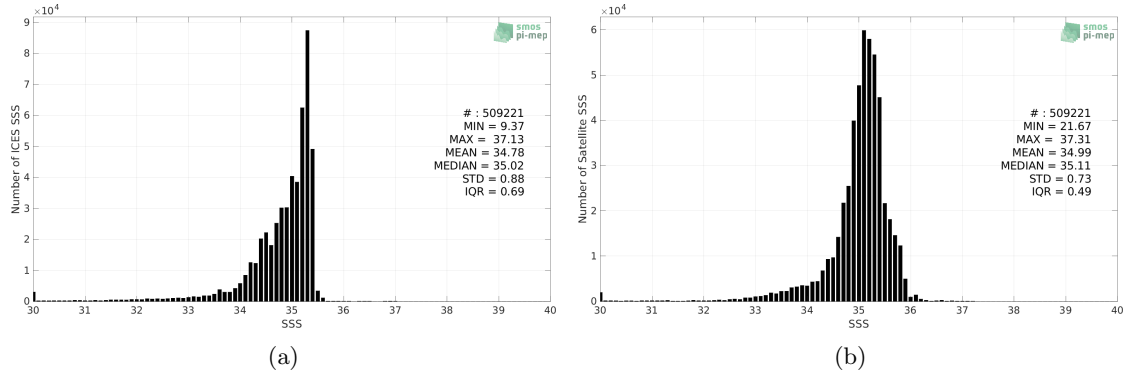 ×10⁴
9
8
7
6
5
4
3
2
1
0
Number of ICES SSS
30 31 32 33 34 35 36 37 38 39 40
SSS
smos
pi-mep
# : 509221
MIN = 9.37
MAX = 37.13
MEAN = 34.78
MEDIAN = 35.02
STD = 0.88
IQR = 0.69
(a)
×10⁴
6
5
4
3
2
1
0
Number of Satellite SSS
30 31 32 33 34 35 36 37 38 39 40
SSS
smos
pi-mep
# : 509221
MIN = 21.67
MAX = 37.31
MEAN = 34.99
MEDIAN = 35.11
STD = 0.73
IQR = 0.49
(b)